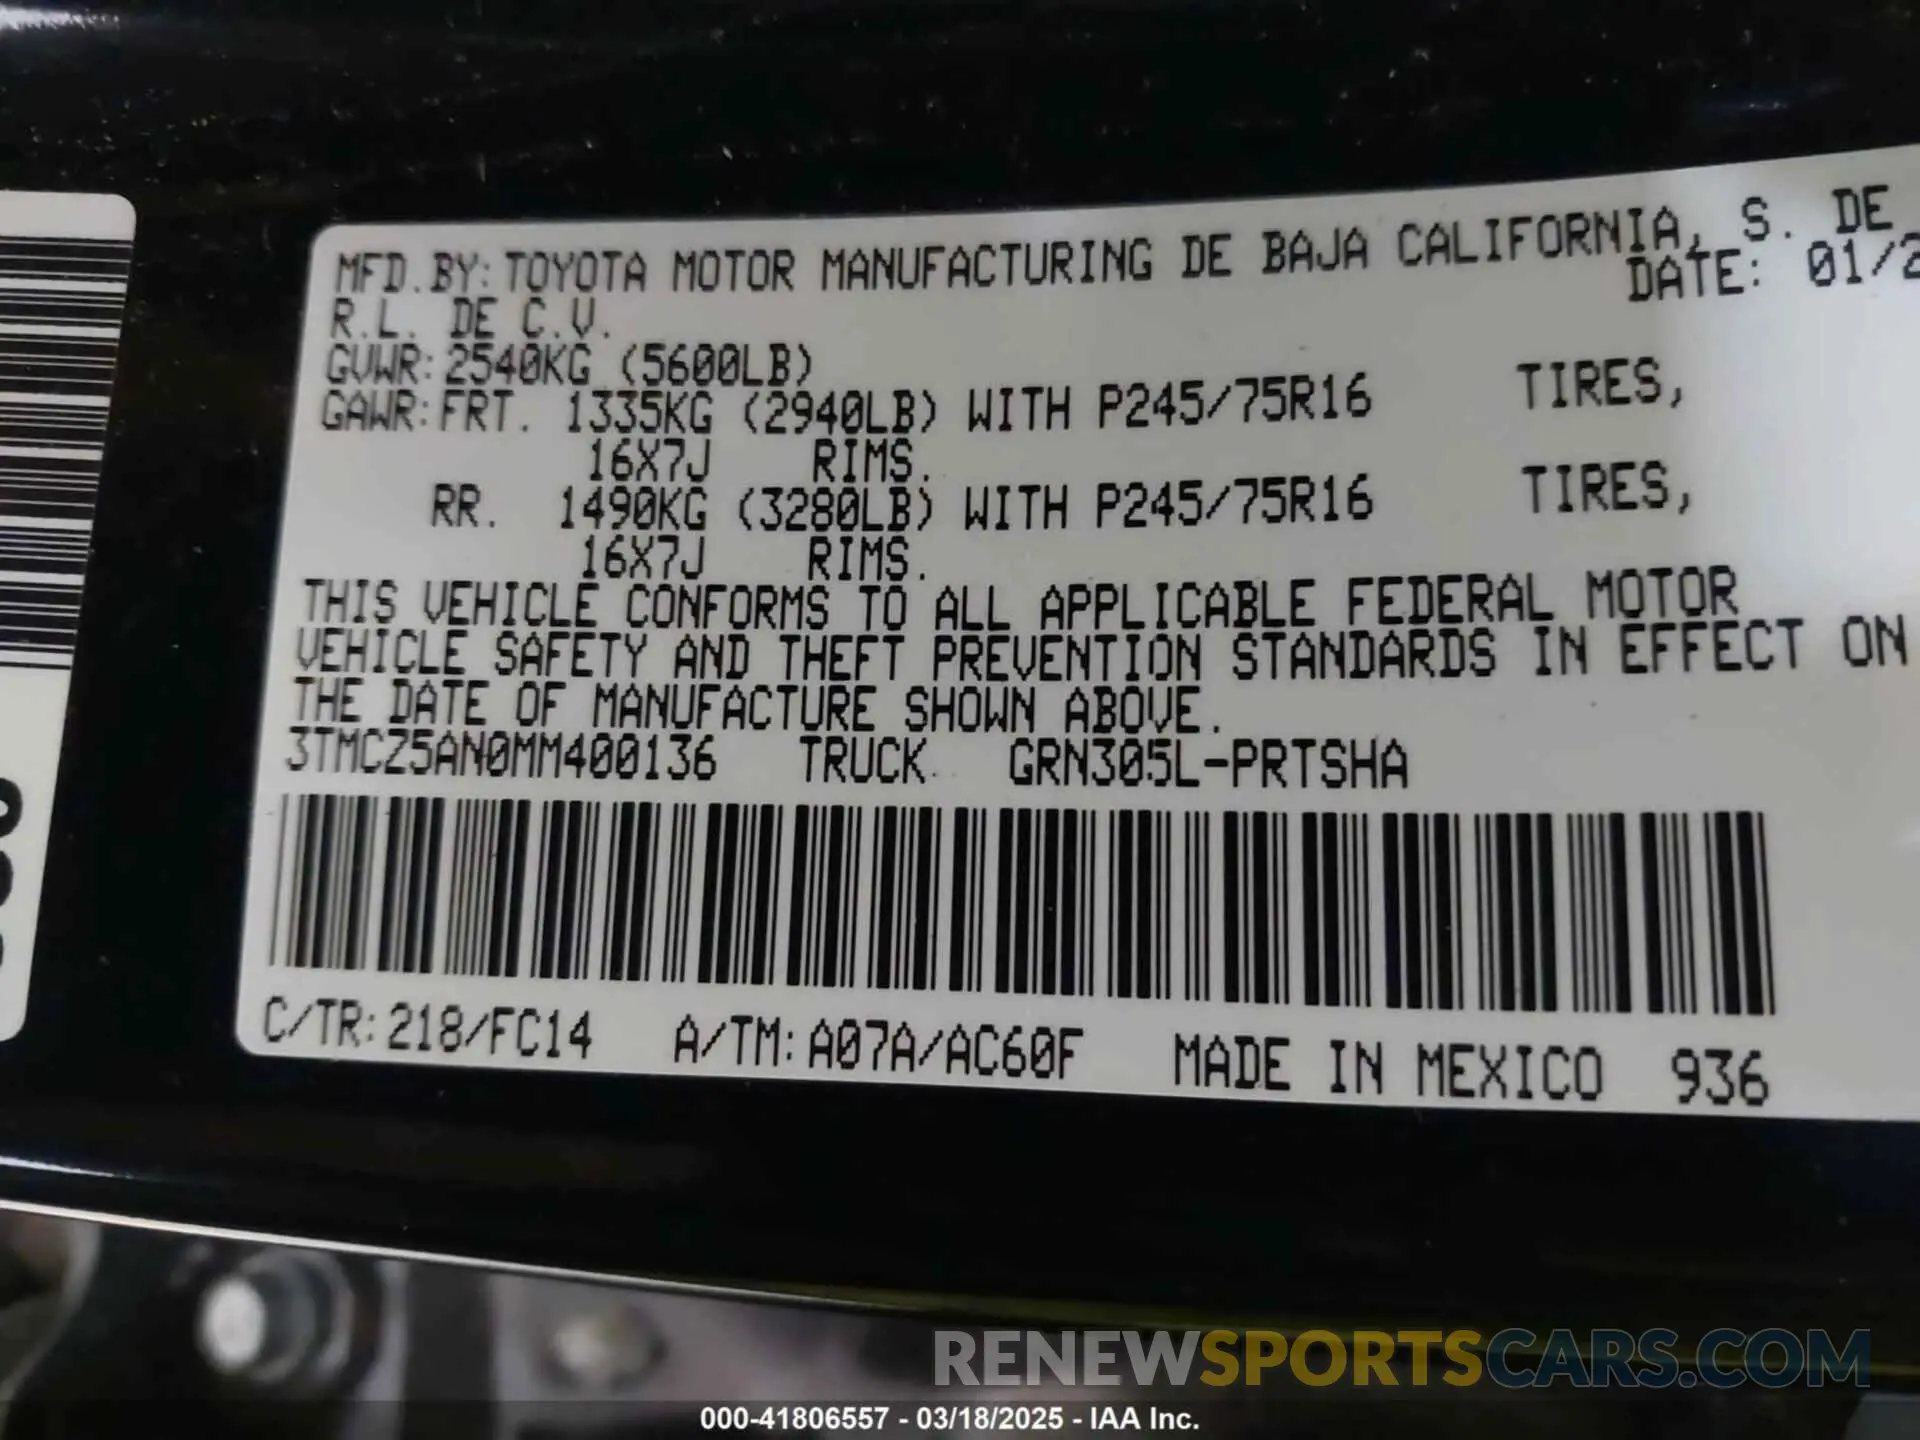 MFD.BY:TOYOTA MOTOR MANUFACTURING DE BAJA CALIFORNIA, S. DE
R.L. DE C.V. DATE: 01/2
GVWR:2540KG (5600LB)
GAWR:FRT. 1335KG (2940LB) WITH P245/75R16 TIRES,
16X7J RIMS.
RR. 1490KG (3280LB) WITH P245/75R16 TIRES,
16X7J RIMS.
THIS VEHICLE CONFORMS TO ALL APPLICABLE FEDERAL MOTOR
VEHICLE SAFETY AND THEFT PREVENTION STANDARDS IN EFFECT ON
THE DATE OF MANUFACTURE SHOWN ABOVE.
3TMCZ5AN0MM400136 TRUCK GRN305L-PRTSHA
C/TR:218/FC14 A/TM:A07A/AC60F MADE IN MEXICO 936
RENEWSPORTSCARS.COM
000-41806557 - 03/18/2025 - IAA Inc.